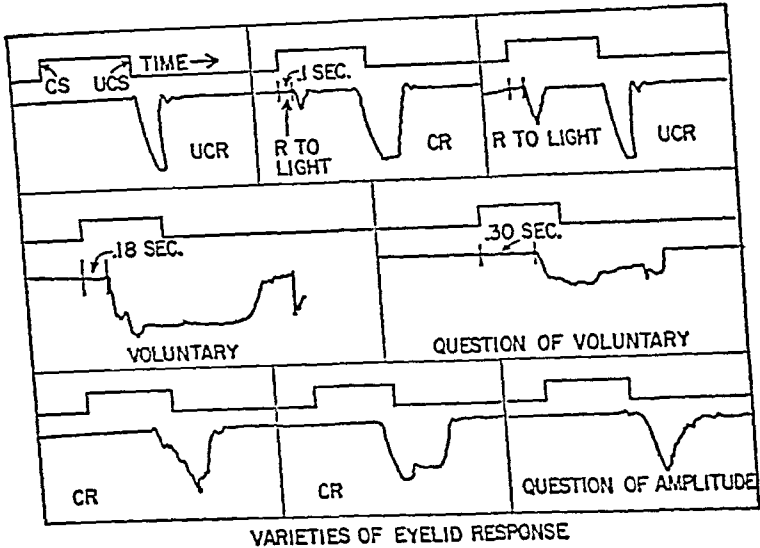 CS UCS TIME →
UCR
.1 SEC.
R TO
LIGHT
CR
R TO LIGHT UCR
.18 SEC.
VOLUNTARY
.30 SEC.
QUESTION OF VOLUNTARY
CR
CR
QUESTION OF AMPLITUDE
VARIETIES OF EYELID RESPONSE